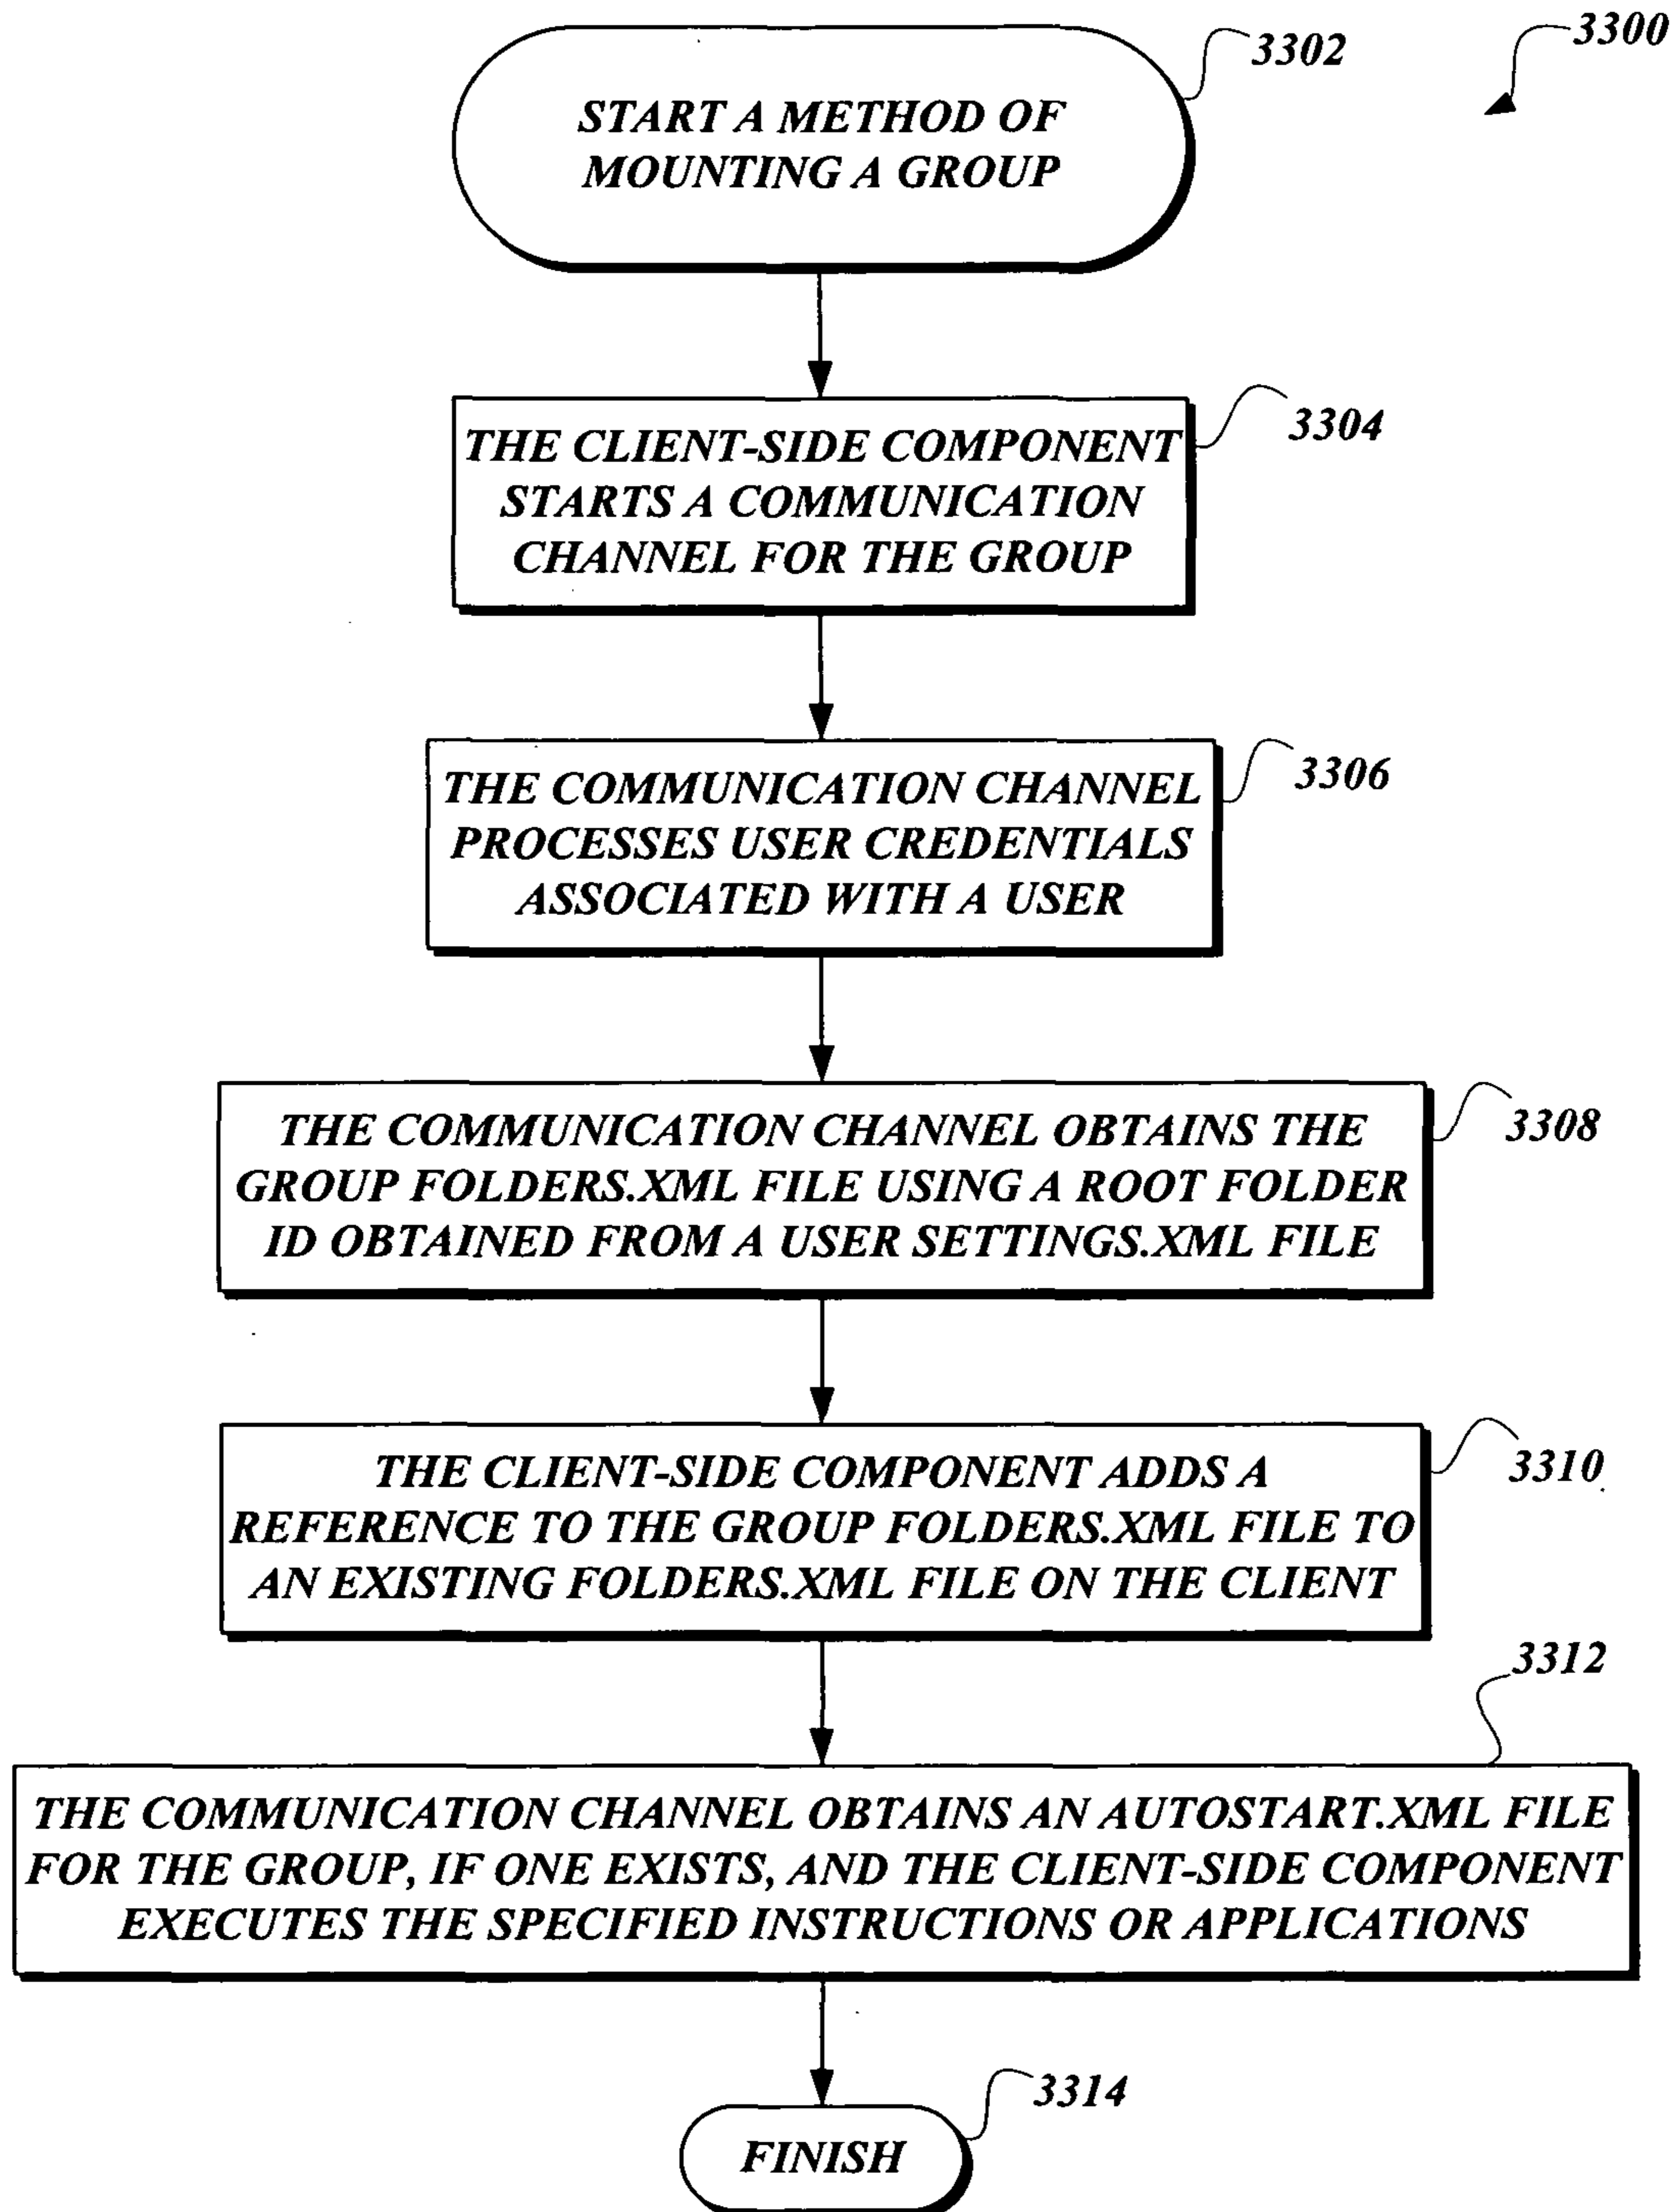 3300
3302
START A METHOD OF
MOUNTING A GROUP
3304
THE CLIENT-SIDE COMPONENT
STARTS A COMMUNICATION
CHANNEL FOR THE GROUP
3306
THE COMMUNICATION CHANNEL
PROCESSES USER CREDENTIALS
ASSOCIATED WITH A USER
3308
THE COMMUNICATION CHANNEL OBTAINS THE
GROUP FOLDERS.XML FILE USING A ROOT FOLDER
ID OBTAINED FROM A USER SETTINGS.XML FILE
3310
THE CLIENT-SIDE COMPONENT ADDS A
REFERENCE TO THE GROUP FOLDERS.XML FILE TO
AN EXISTING FOLDERS.XML FILE ON THE CLIENT
3312
THE COMMUNICATION CHANNEL OBTAINS AN AUTOSTART.XML FILE
FOR THE GROUP, IF ONE EXISTS, AND THE CLIENT-SIDE COMPONENT
EXECUTES THE SPECIFIED INSTRUCTIONS OR APPLICATIONS
3314
FINISH